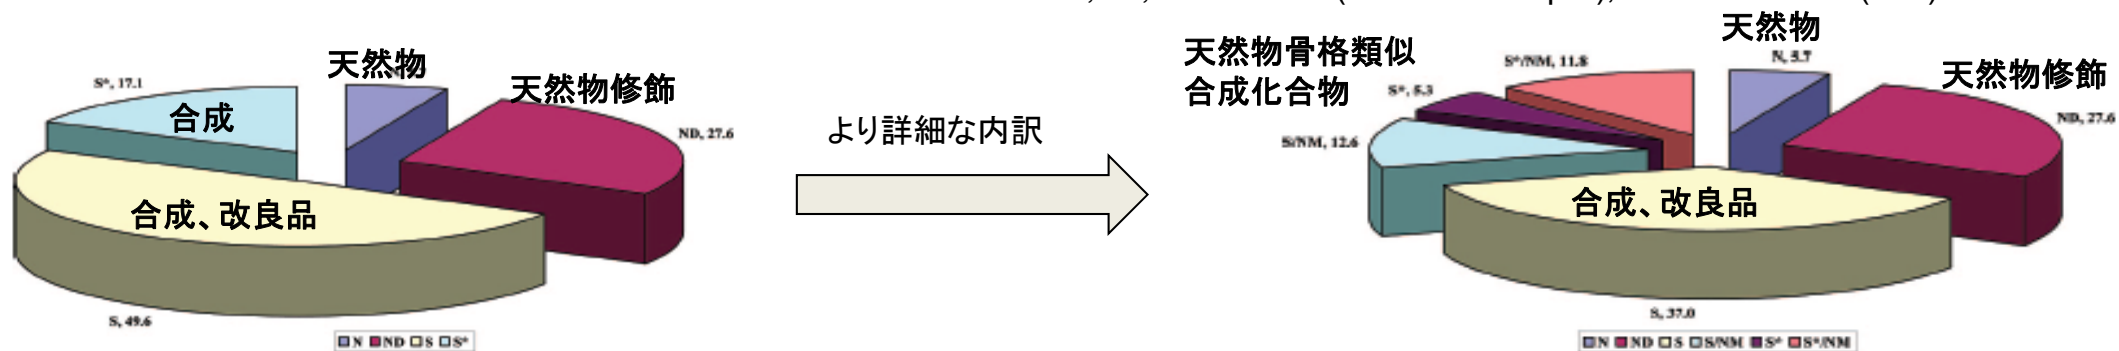 天然物
S*, 17.1
天然物修飾
合成
ND, 27.6
合成、改良品
S, 49.6
N ND S S*
より詳細な内訳
天然物
天然物骨格類似
合成化合物
S*/NM, 11.8
N, 5.7
天然物修飾
S*, 5.3
ND, 27.6
S/NM, 12.6
合成、改良品
S, 37.0
N ND S S/NM S* S*/NM